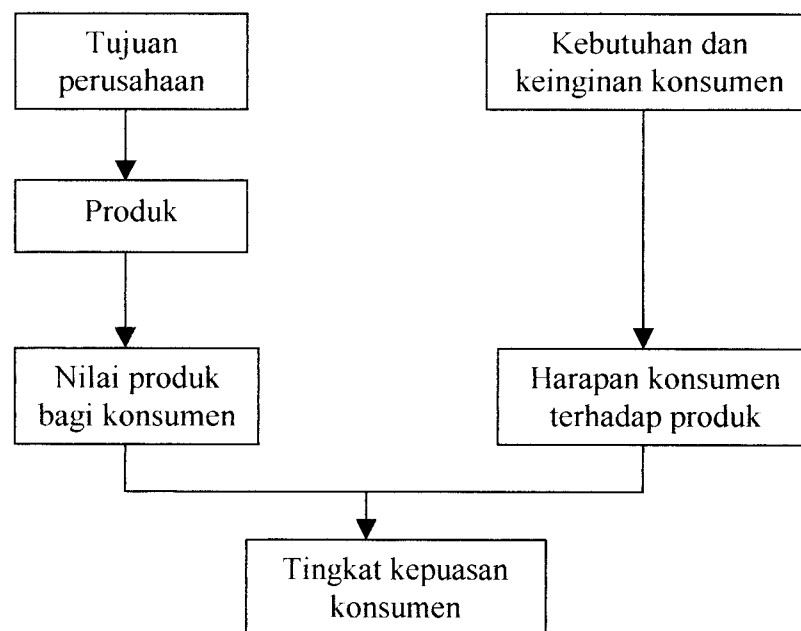 Tujuan
perusahaan
Kebutuhan dan
keinginan konsumen
Produk
Nilai produk
bagi konsumen
Harapan konsumen
terhadap produk
Tingkat kepuasan
konsumen